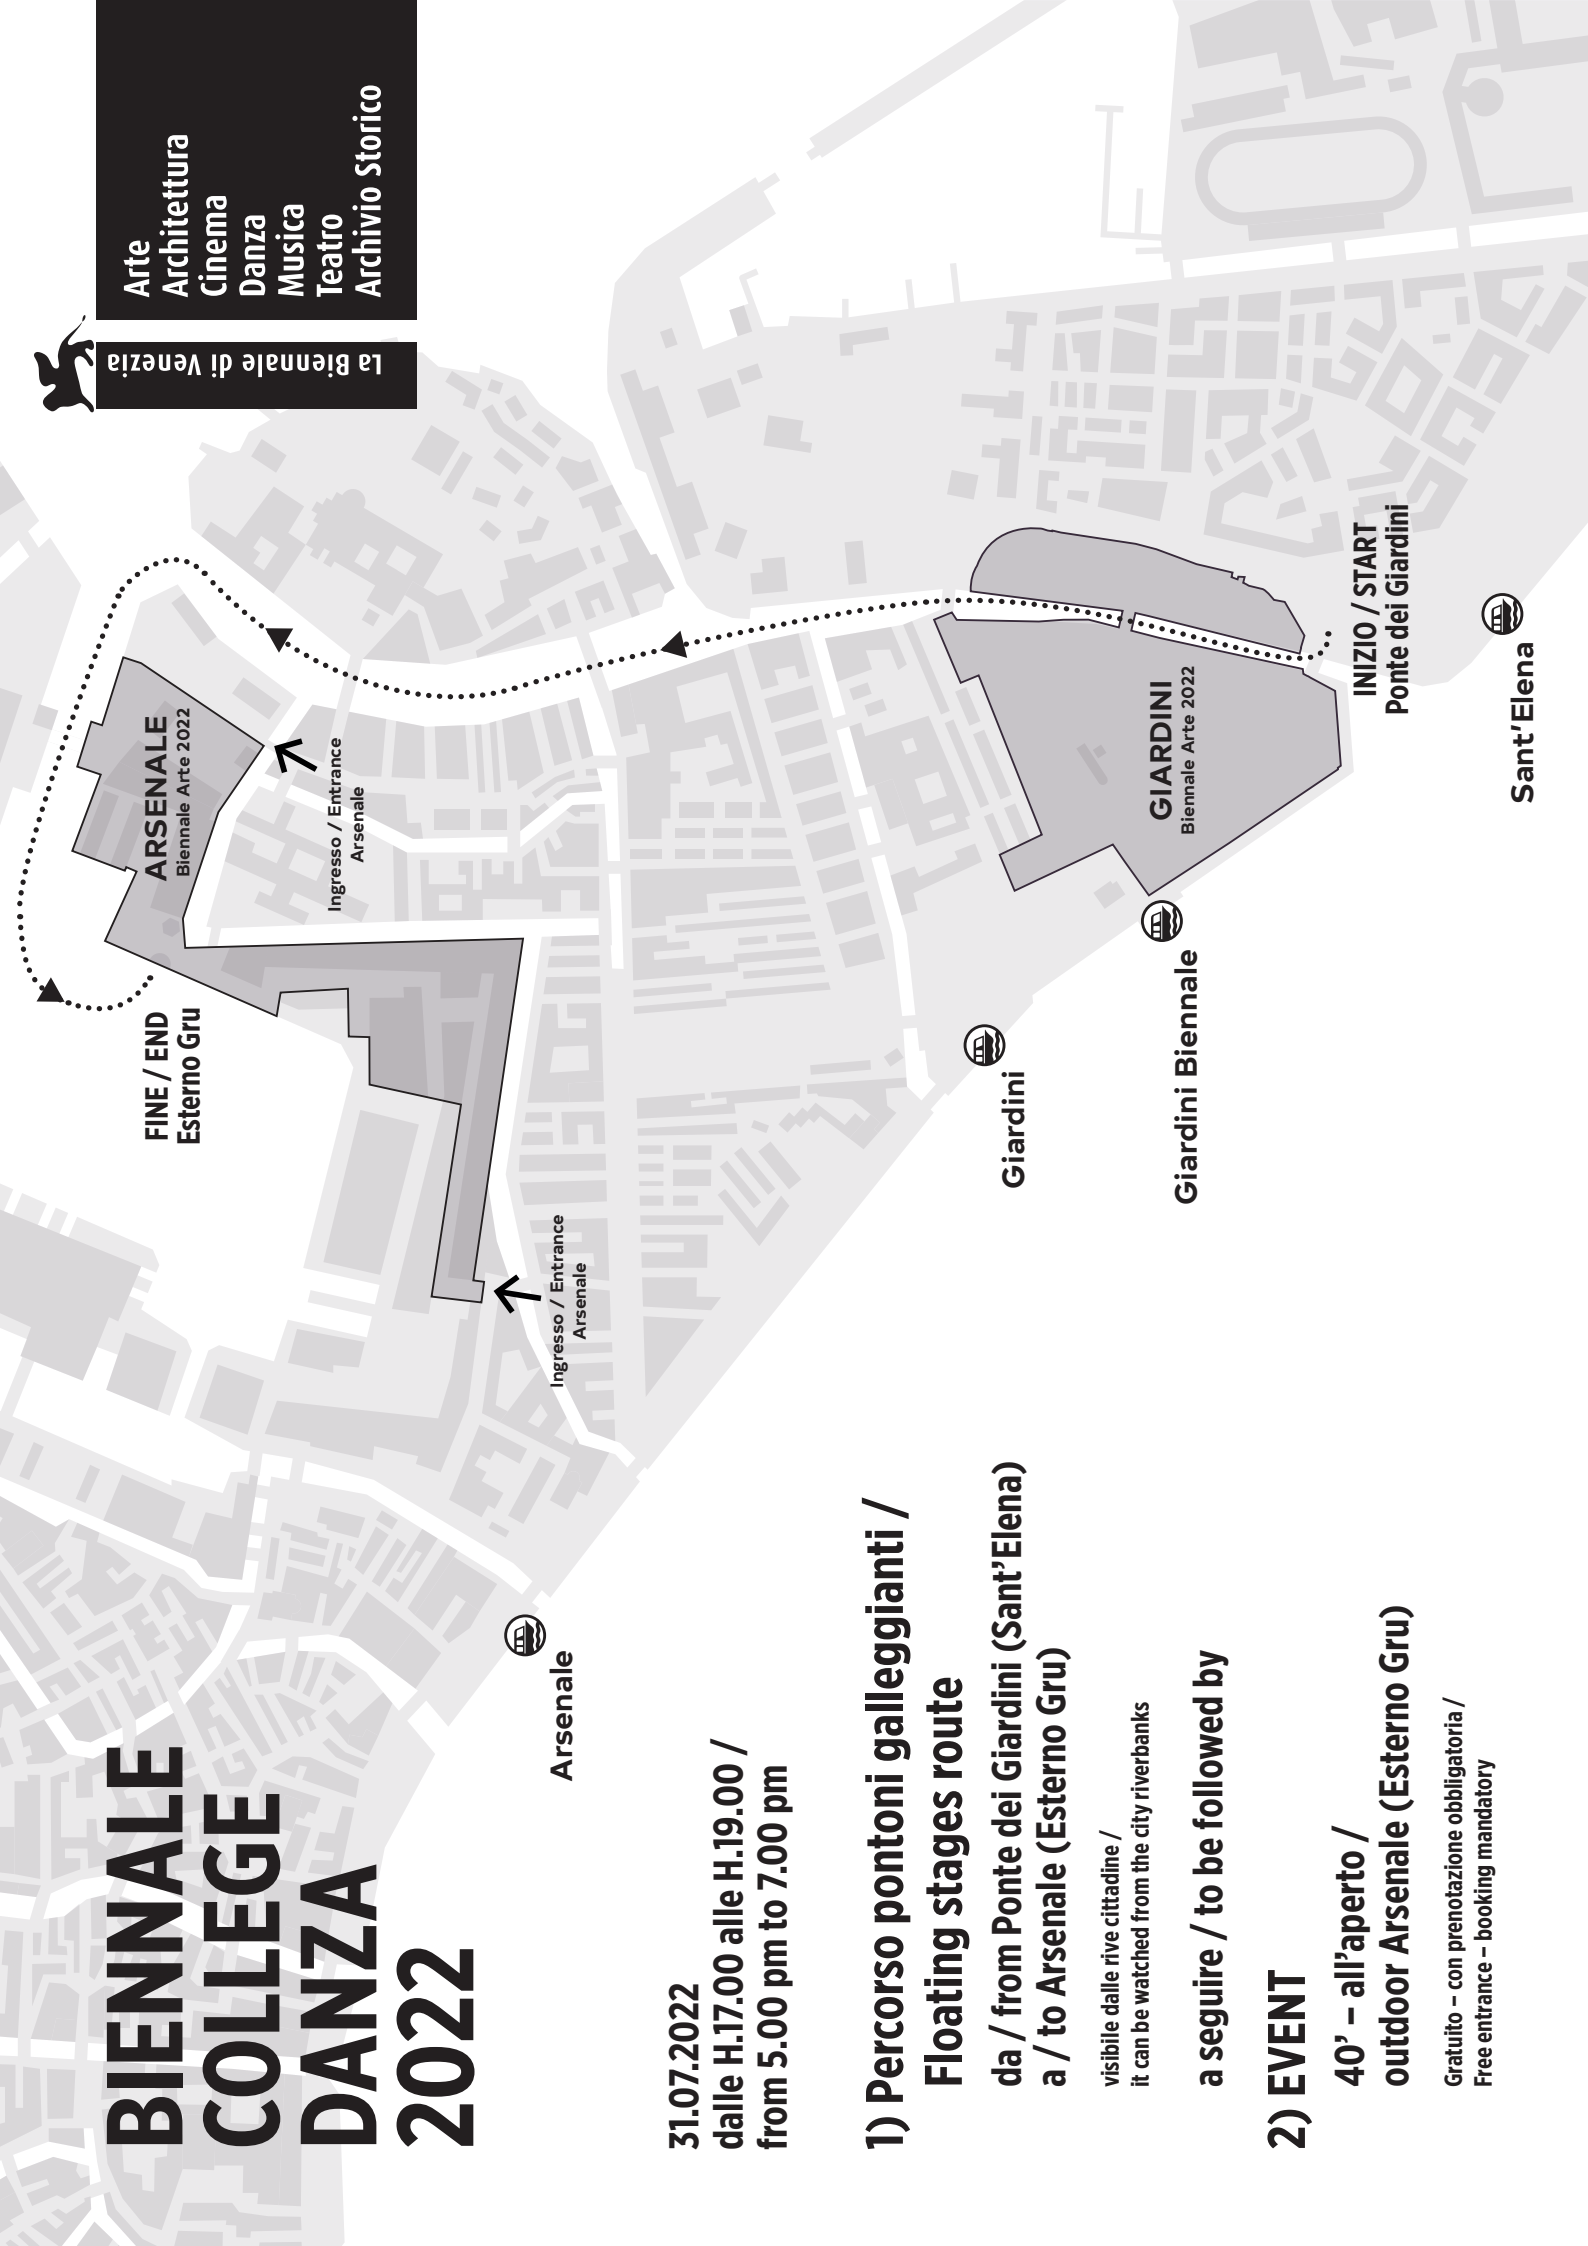 BIENNALE
COLLEGE
DANZA
2022
31.07.2022
dalle H.17.00 alle H.19.00 /
from 5.00 pm to 7.00 pm
1) Percorso pontoni galleggianti /
Floating stages route
da / from Ponte dei Giardini (Sant'Elena)
a / to Arsenale (Esterno Gru)
visibile dalle rive cittadine /
it can be watched from the city riverbanks
a seguire / to be followed by
2) EVENT
40' – all'aperto /
outdoor Arsenale (Esterno Gru)
Gratuito – con prenotazione obbligatoria /
Free entrance – booking mandatory
Arsenale
FINE / END
Esterno Gru
Ingresso / Entrance
Arsenale
ARSENALE
Biennale Arte 2022
Ingresso / Entrance
Arsenale
Giardini
Giardini Biennale
GIARDINI
Biennale Arte 2022
INIZIO / START
Ponte dei Giardini
Sant'Elena
La Biennale di Venezia
Arte
Architettura
Cinema
Danza
Musica
Teatro
Archivio Storico